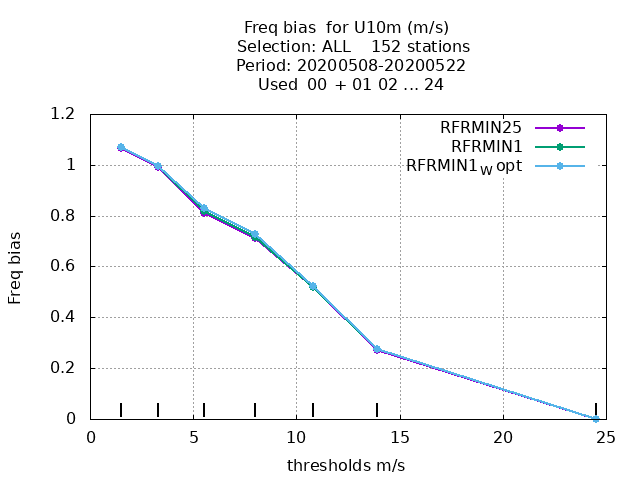 Freq bias  for U10m (m/s)
Selection: ALL    152 stations
Period: 20200508-20200522
Used  00  + 01 02 ... 24
1.2
1
0.8
0.6
0.4
0.2
0
Freq bias
RFRMIN25
RFRMIN1
RFRMIN1W opt
0 5 10 15 20 25
thresholds m/s